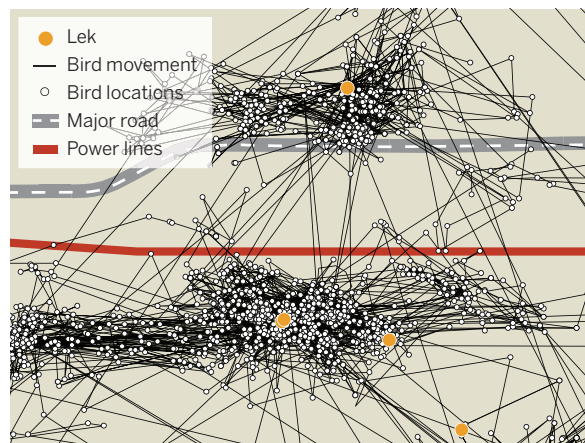 Lek
Bird movement
Bird locations
Major road
Power lines